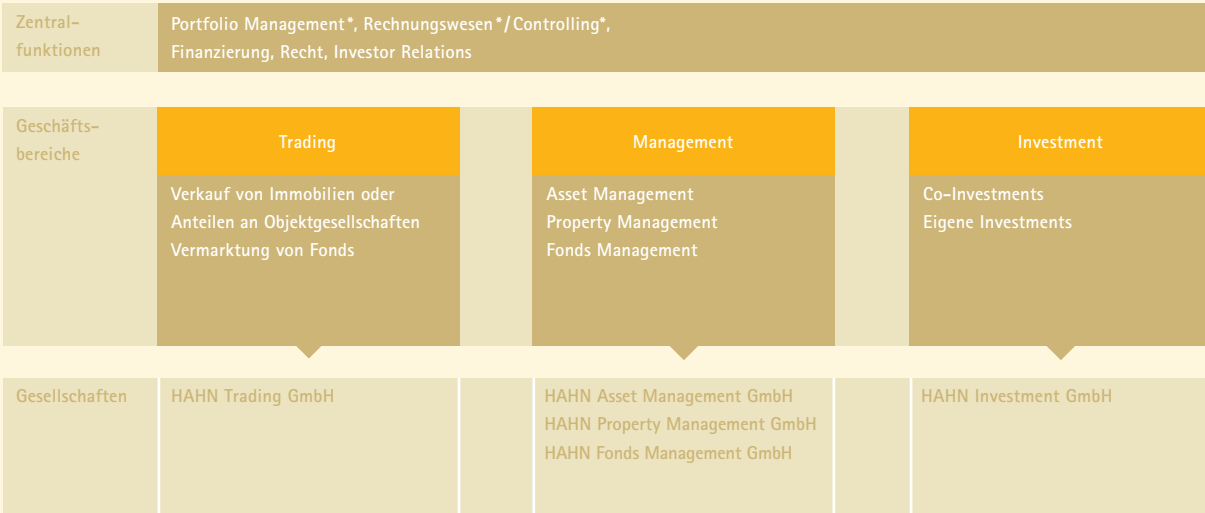 Zentral-
funktionen
Portfolio Management*, Rechnungswesen*/Controlling*,
Finanzierung, Recht, Investor Relations
Geschäfts-
bereiche
Trading
Verkauf von Immobilien oder
Anteilen an Objektgesellschaften
Vermarktung von Fonds
Management
Asset Management
Property Management
Fonds Management
Investment
Co-Investments
Eigene Investments
Gesellschaften
HAHN Trading GmbH
HAHN Asset Management GmbH
HAHN Property Management GmbH
HAHN Fonds Management GmbH
HAHN Investment GmbH